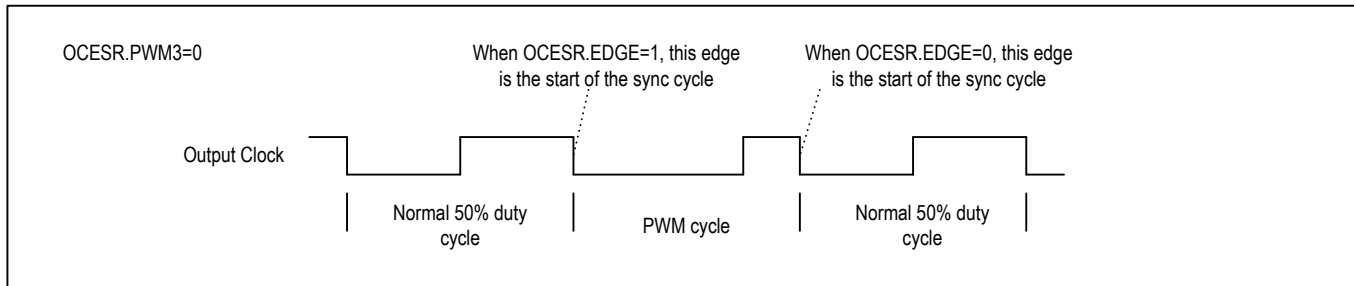 OCESR.PWM3=0
When OCESR.EDGE=1, this edge
is the start of the sync cycle
When OCESR.EDGE=0, this edge
is the start of the sync cycle
Output Clock
Normal 50% duty
cycle
PWM cycle
Normal 50% duty
cycle